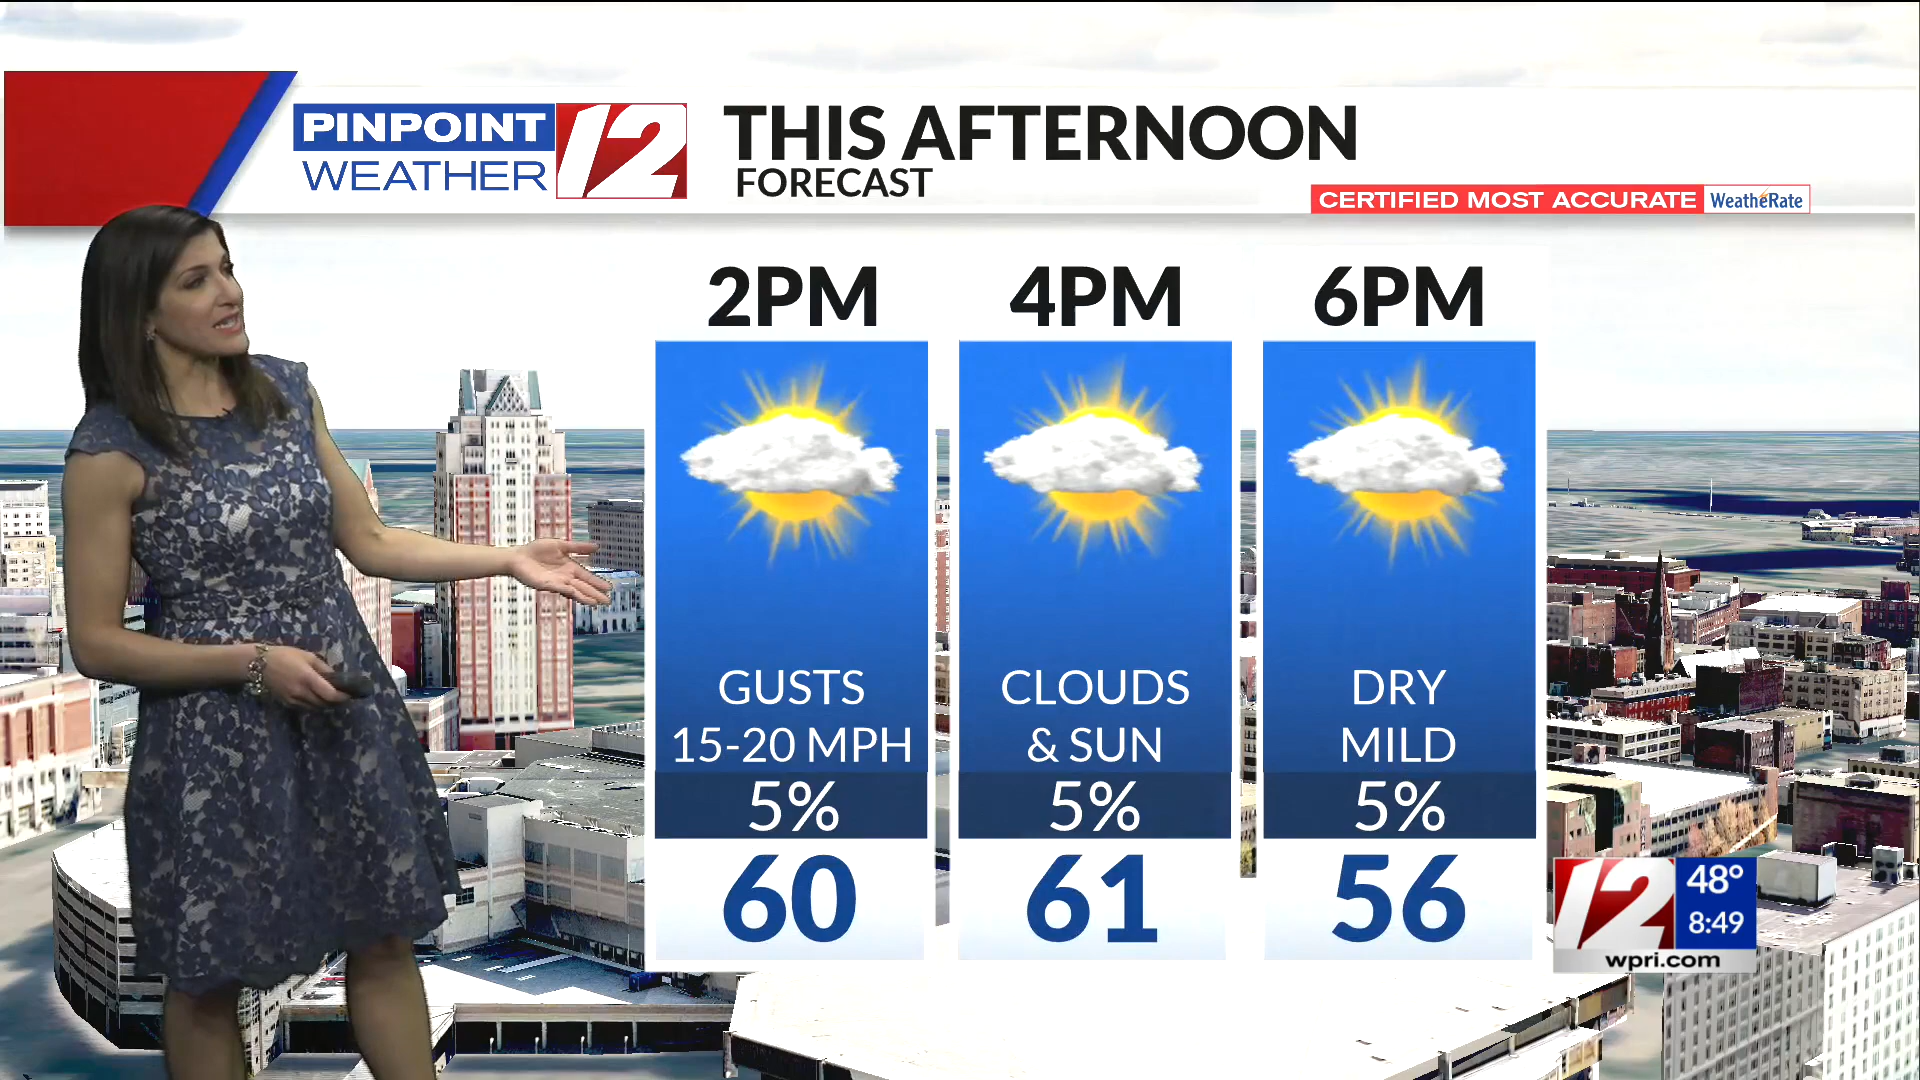 PINPOINT
WEATHER
12
THIS AFTERNOON
FORECAST
CERTIFIED MOST ACCURATE WeatheRate
2PM
GUSTS
15-20 MPH
5%
60
4PM
CLOUDS
& SUN
5%
61
6PM
DRY
MILD
5%
56
12
48°
8:49
wpri.com